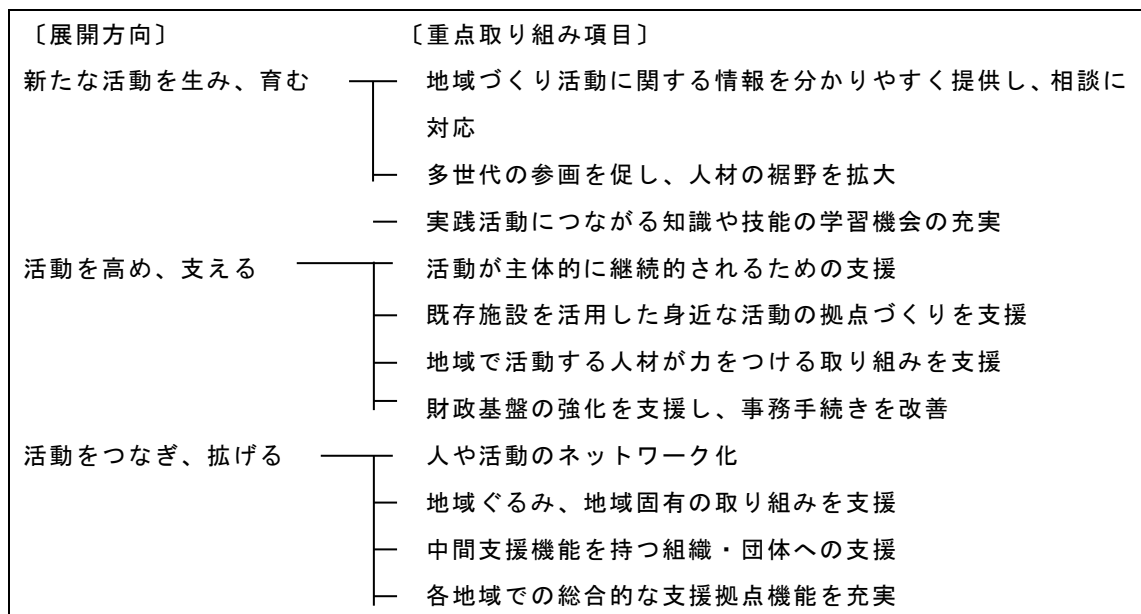 〔展開方向〕 〔重点取り組み項目〕
新たな活動を生み、育む 地域づくり活動に関する情報を分かりやすく提供し、相談に
対応
多世代の参画を促し、人材の裾野を拡大
実践活動につながる知識や技能の学習機会の充実
活動を高め、支える 活動が主体的に継続的されるための支援
既存施設を活用した身近な活動の拠点づくりを支援
地域で活動する人材が力をつける取り組みを支援
財政基盤の強化を支援し、事務手続きを改善
活動をつなぎ、拡げる 人や活動のネットワーク化
地域ぐるみ、地域固有の取り組みを支援
中間支援機能を持つ組織・団体への支援
各地域での総合的な支援拠点機能を充実